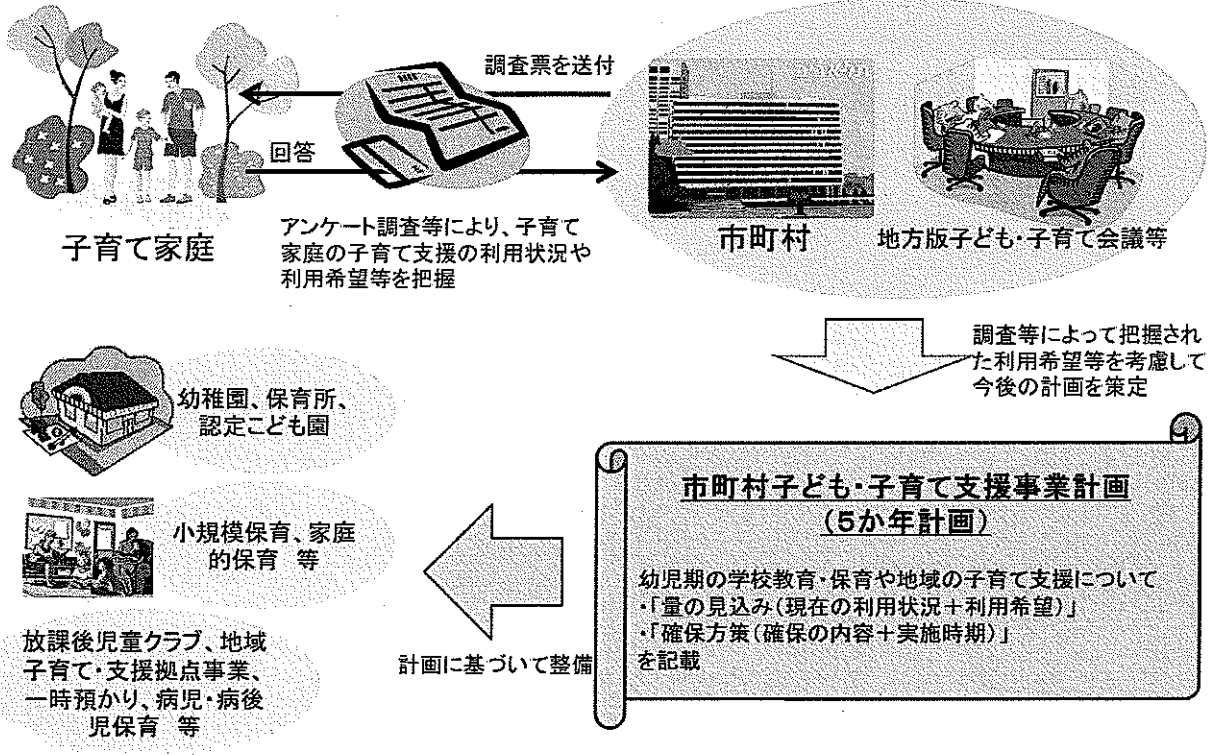 調査票を送付
回答
子育て家庭
アンケート調査等により、子育て
家庭の子育て支援の利用状況や
利用希望等を把握
市町村
地方版子ども・子育て会議等
調査等によって把握され
た利用希望等を考慮して
今後の計画を策定
市町村子ども・子育て支援事業計画
(5か年計画)
幼児期の学校教育・保育や地域の子育て支援について
・「量の見込み(現在の利用状況+利用希望)」
・「確保方策(確保の内容+実施時期)」
を記載
計画に基づいて整備
幼稚園、保育所、
認定こども園
小規模保育、家庭
的保育 等
放課後児童クラブ、地域
子育て・支援拠点事業、
一時預かり、病児・病後
児保育 等